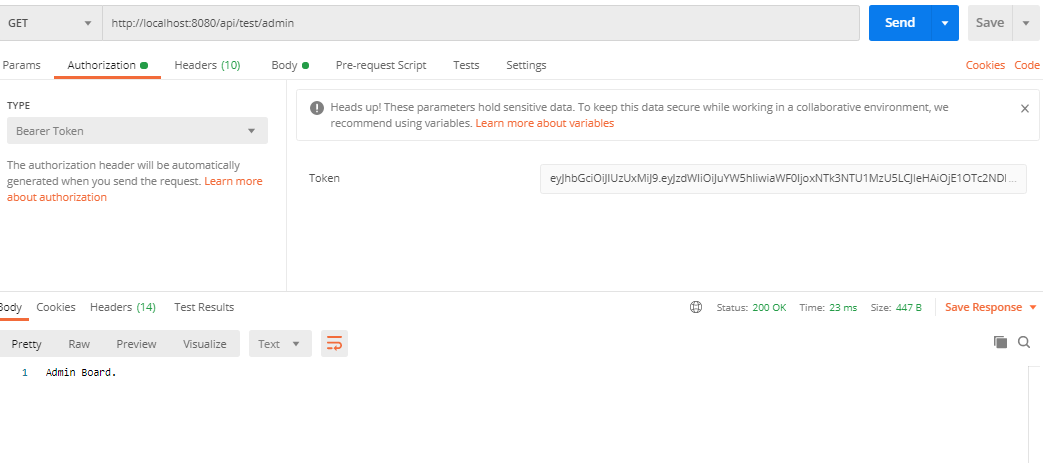 GET http://localhost:8080/api/test/admin Send Save
Params Authorization Headers (10) Body Pre-request Script Tests Settings Cookies Code
TYPE
Bearer Token
The authorization header will be automatically
generated when you send the request. Learn more
about authorization
Heads up! These parameters hold sensitive data. To keep this data secure while working in a collaborative environment, we
recommend using variables. Learn more about variables
Token
Body Cookies Headers (14) Test Results Status: 200 OK Time: 23 ms Size: 447 B Save Response
Pretty Raw Preview Visualize Text
1 Admin Board.